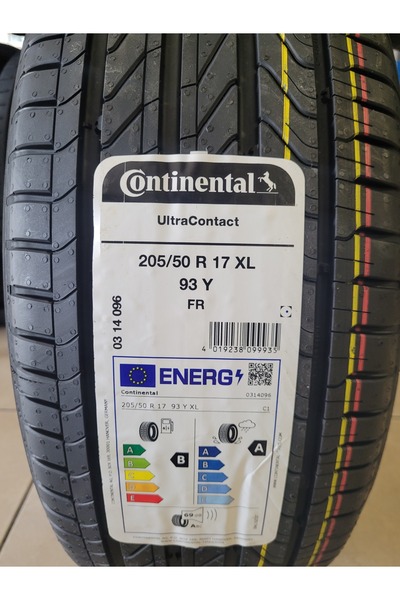 Continental
UltraContact
205/50 R 17 XL
93 Y
FR
03 14 096
4 019238 099935
ENERG
Continental
0314096
205/50 R 17 93 Y XL
C1
A
B
C
D
E
B
A
B
C
D
E
A
69 dB